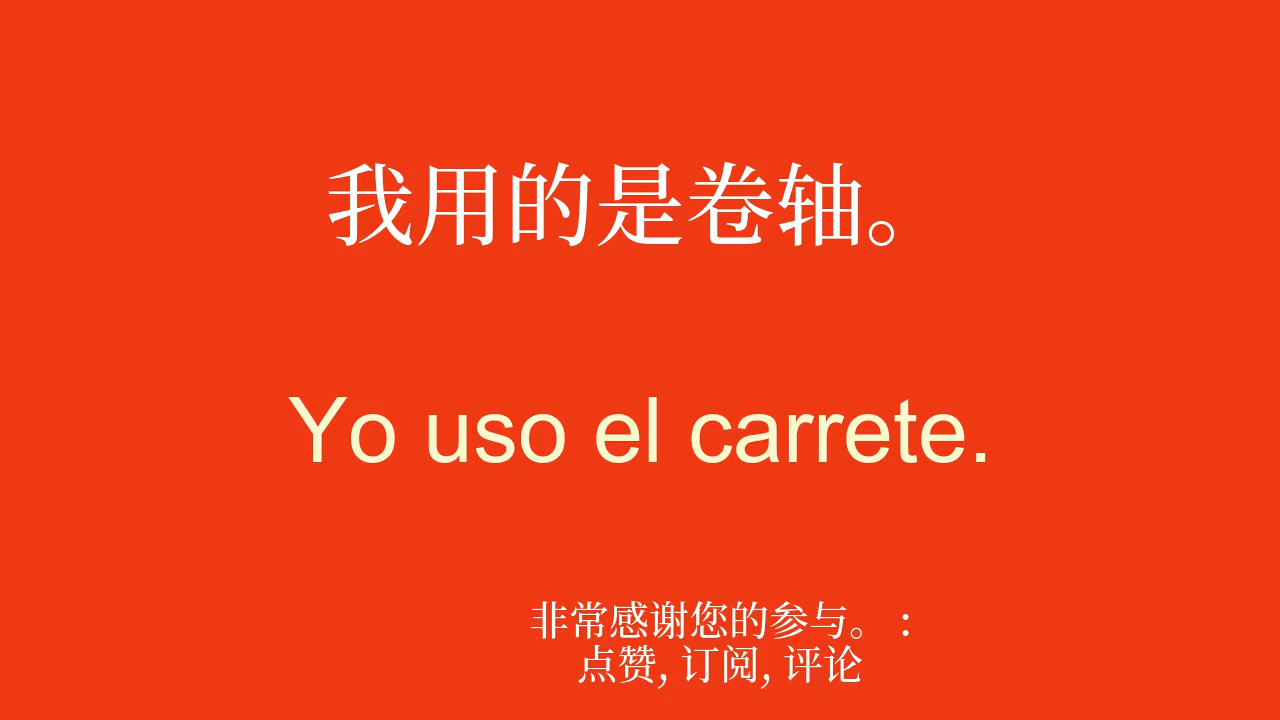 我用的是卷轴。
Yo uso el carrete.
非常感谢您的参与。 :
点赞, 订阅, 评论